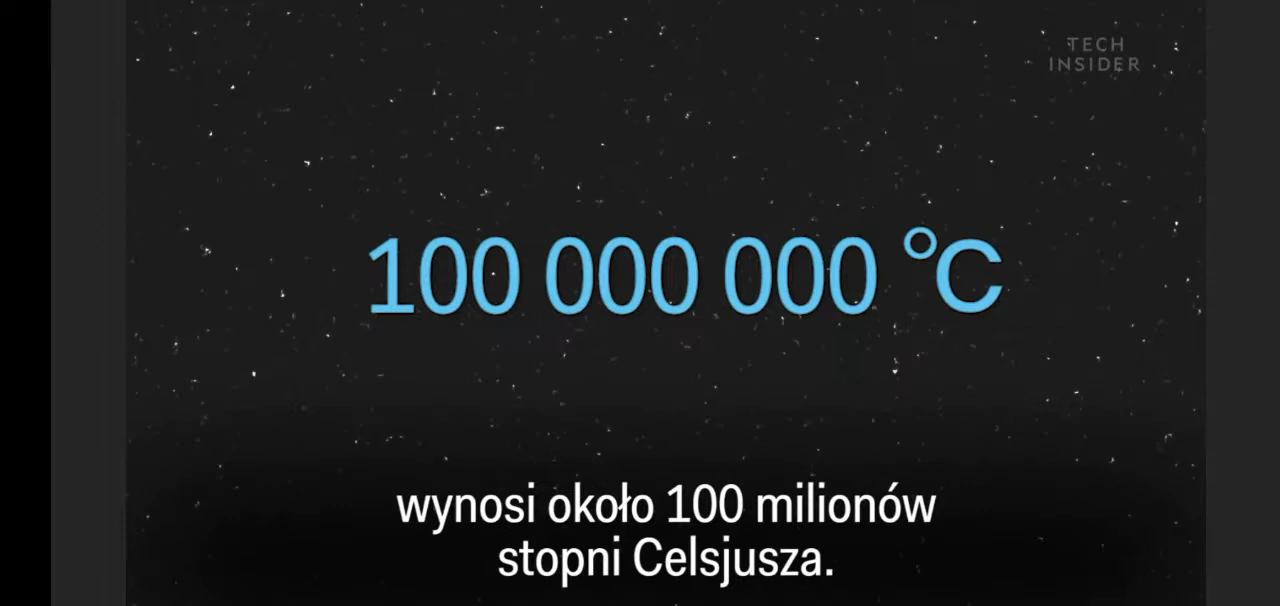 TECH
INSIDER
100 000 000 °C
wynosi około 100 milionów
stopni Celsjusza.